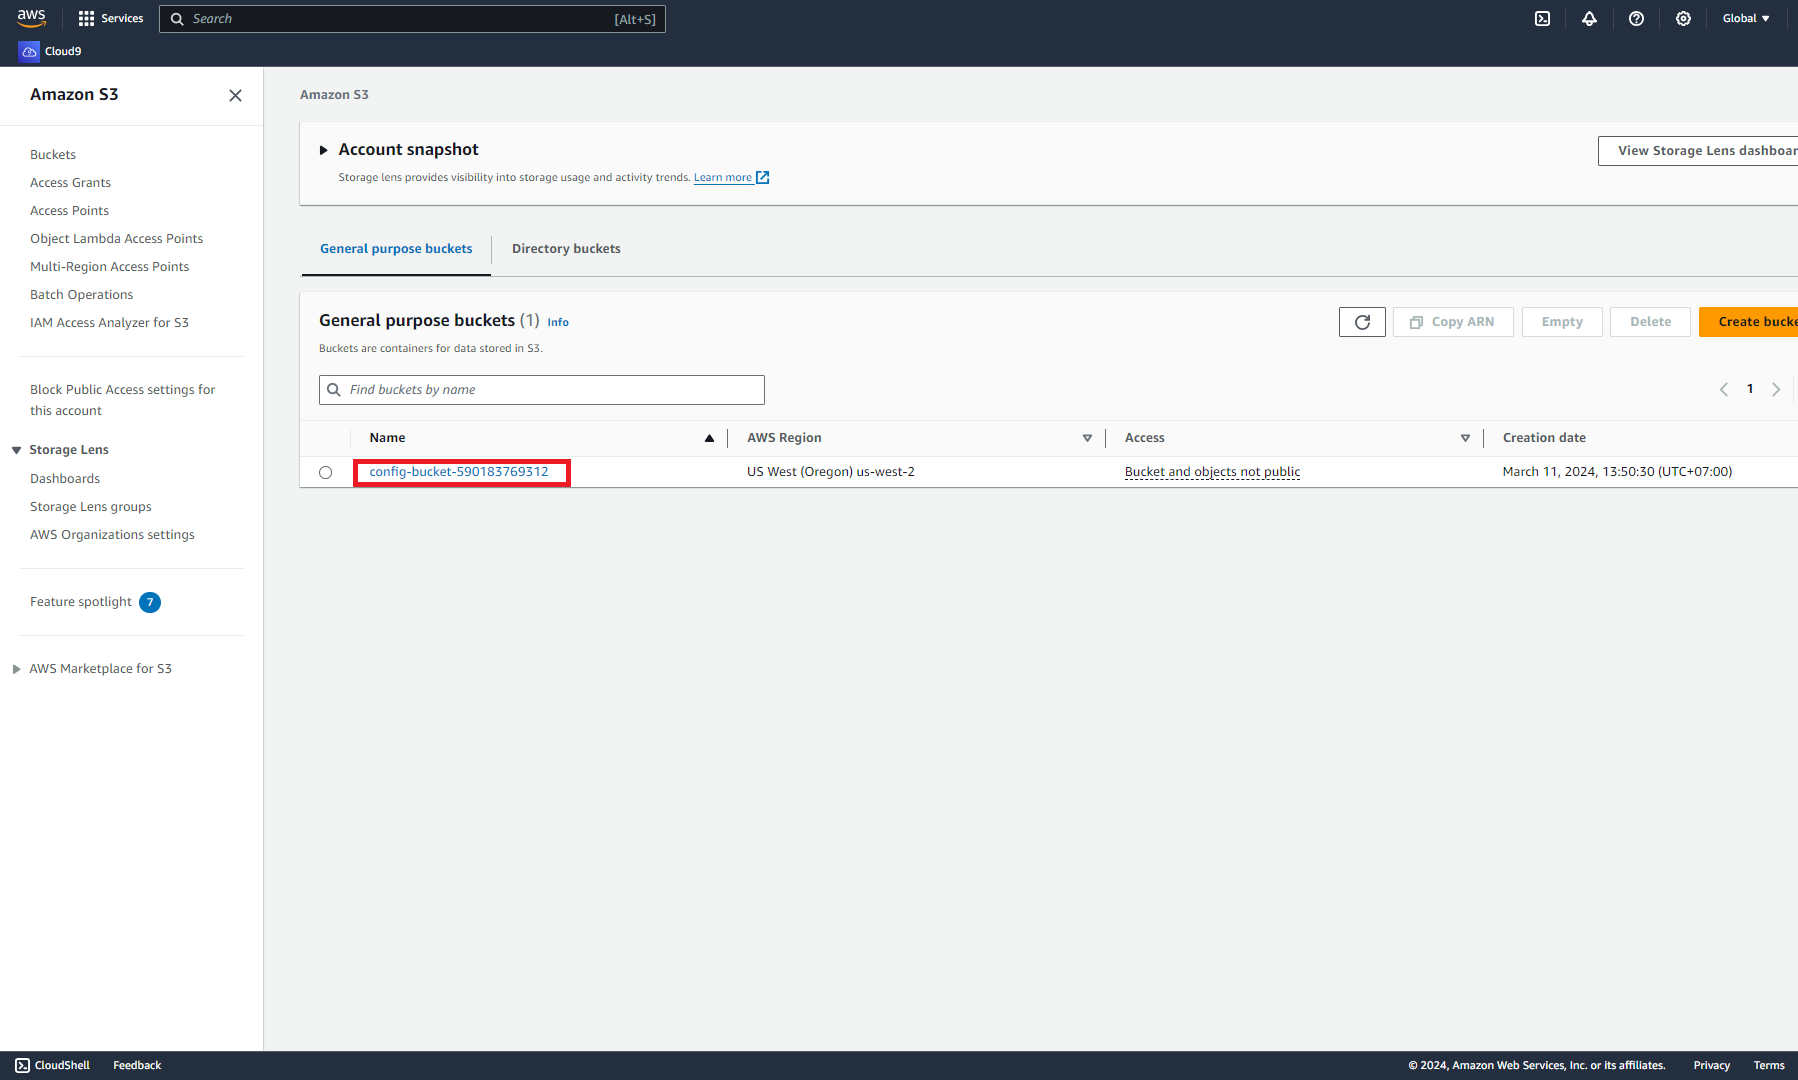 aws
Services
Search
[Alt+S]
Global
Cloud9
Amazon S3
Buckets
Access Grants
Access Points
Object Lambda Access Points
Multi-Region Access Points
Batch Operations
IAM Access Analyzer for S3
Block Public Access settings for
this account
Storage Lens
Dashboards
Storage Lens groups
AWS Organizations settings
Feature spotlight 7
AWS Marketplace for S3
Amazon S3
Account snapshot
Storage lens provides visibility into storage usage and activity trends. Learn more
View Storage Lens dashboar
General purpose buckets
Directory buckets
General purpose buckets (1) Info
Buckets are containers for data stored in S3.
Copy ARN
Empty
Delete
Create bucke
Find buckets by name
1
Name
AWS Region
Access
Creation date
config-bucket-590183769312
US West (Oregon) us-west-2
Bucket and objects not public
March 11, 2024, 13:50:30 (UTC+07:00)
CloudShell
Feedback
© 2024, Amazon Web Services, Inc. or its affiliates.
Privacy
Terms